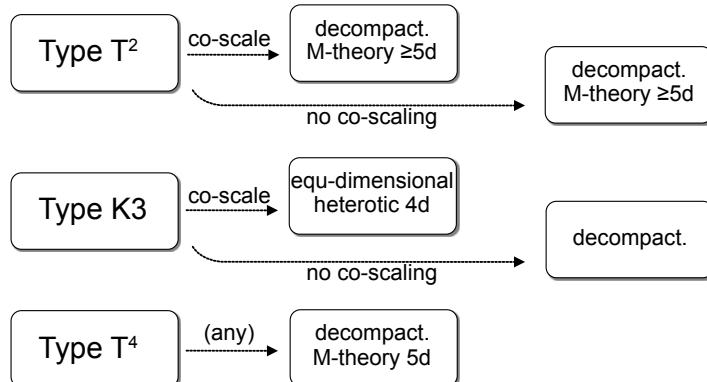 Type T²
co-scale
decompact.
M-theory ≥5d
no co-scaling
decompact.
M-theory ≥5d
Type K3
co-scale
equ-dimensional
heterotic 4d
no co-scaling
decompact.
Type T⁴
(any)
decompact.
M-theory 5d